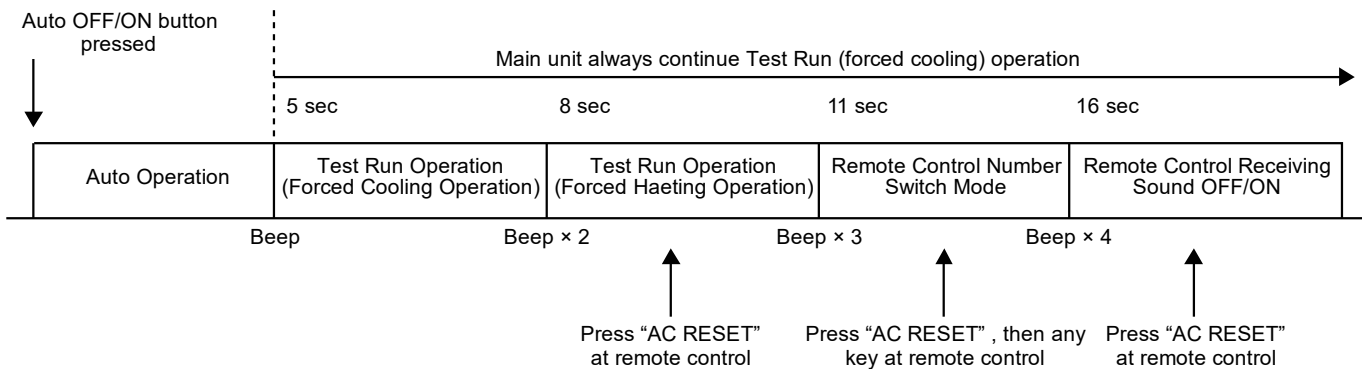 Auto OFF/ON button
pressed
Main unit always continue Test Run (forced cooling) operation
5 sec
8 sec
11 sec
16 sec
Auto Operation
Test Run Operation
(Forced Cooling Operation)
Test Run Operation
(Forced Haeting Operation)
Remote Control Number
Switch Mode
Remote Control Receiving
Sound OFF/ON
Beep
Beep × 2
Beep × 3
Beep × 4
Press “AC RESET”
at remote control
Press “AC RESET” , then any
key at remote control
Press “AC RESET”
at remote control